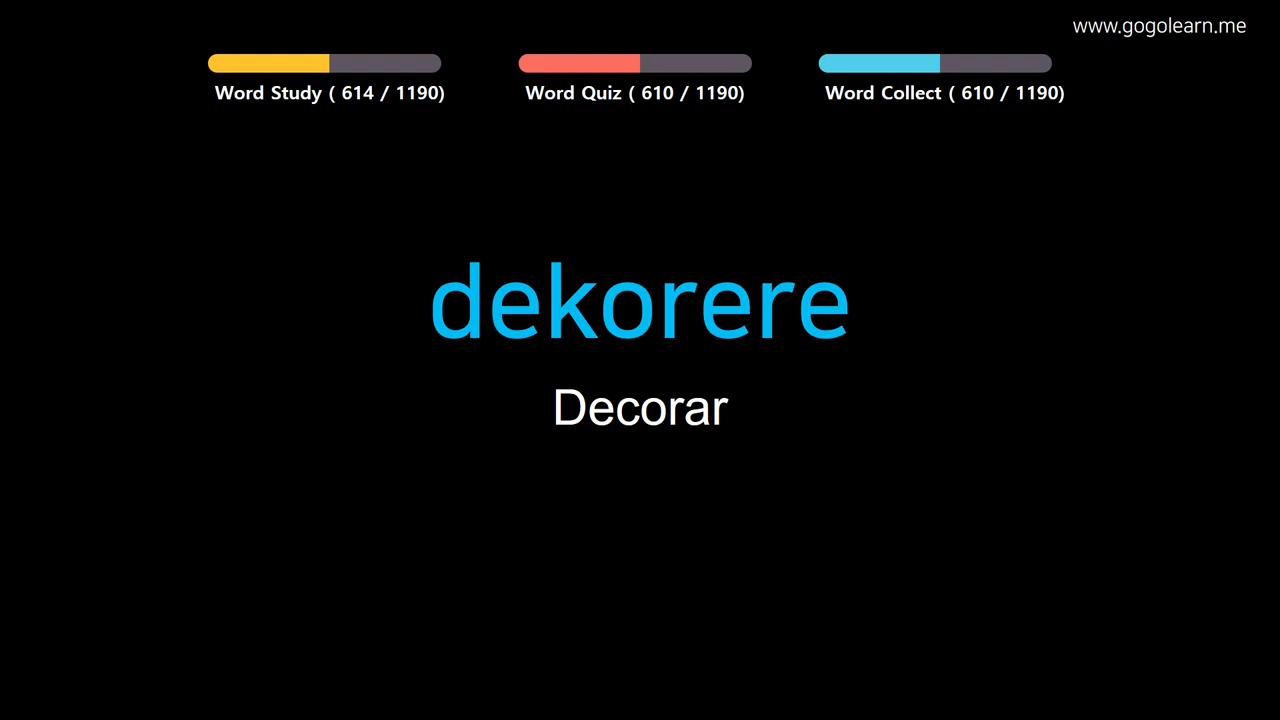 www.gogolearn.me
Word Study ( 614 / 1190)
Word Quiz ( 610 / 1190)
Word Collect ( 610 / 1190)
dekorere
Decorar